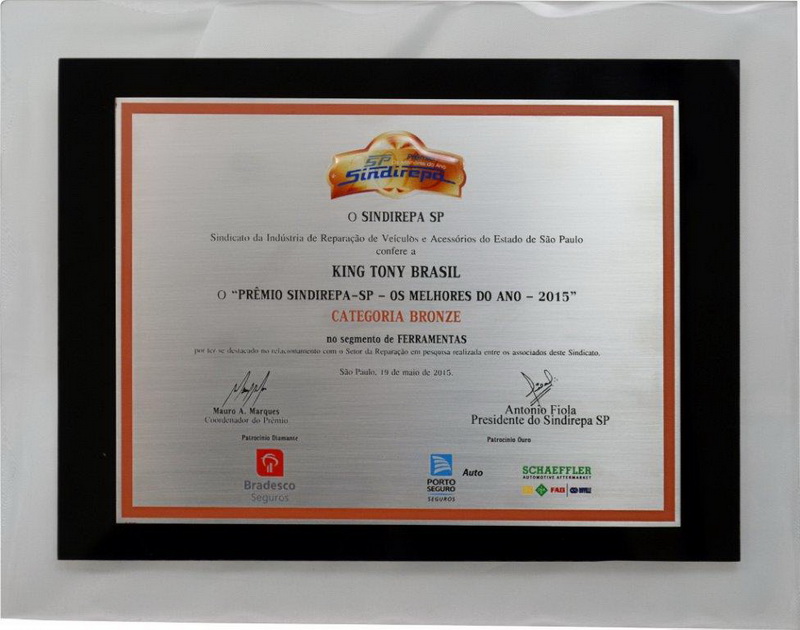 SP PRÊMIO
Sindirepa
O SINDIREPA SP
Sindicato da Indústria de Reparação de Veículos e Acessórios do Estado de São Paulo
confere a
KING TONY BRASIL
O “PRÊMIO SINDIREPA-SP – OS MELHORES DO ANO – 2015”
CATEGORIA BRONZE
no segmento de FERRAMENTAS
por ter se destacado no relacionamento com o Setor da Reparação em pesquisa realizada entre os associados deste Sindicato.
São Paulo, 19 de maio de 2015.
Mauro A. Marques
Coordenador do Prêmio
Antonio Fiola
Presidente do Sindirepa SP
Patrocínio Diamante
Patrocínio Ouro
Bradesco
Seguros
PORTO
SEGURO
SEGUROS
Auto
SCHAEFFLER
AUTOMOTIVE AFTERMARKET
FAG